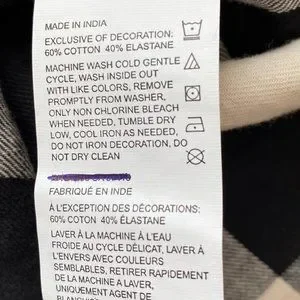 MADE IN INDIA
EXCLUSIVE OF DECORATION:
60% COTTON 40% ELASTANE
MACHINE WASH COLD GENTLE
CYCLE, WASH INSIDE OUT
WITH LIKE COLORS, REMOVE
PROMPTLY FROM WASHER,
ONLY NON CHLORINE BLEACH
WHEN NEEDED, TUMBLE DRY
LOW, COOL IRON AS NEEDED,
DO NOT IRON DECORATION, DO
NOT DRY CLEAN
FABRIQUÉ EN INDE
À L'EXCEPTION DES DÉCORATIONS:
60% COTON 40% ÉLASTANE
LAVER À LA MACHINE À L'EAU
FROIDE AU CYCLE DÉLICAT, LAVER À
L'ENVERS AVEC COULEURS
SEMBLABLES, RETIRER RAPIDEMENT
DE LA MACHINE A LAVER,
UNIQUEMENT AGENT DE